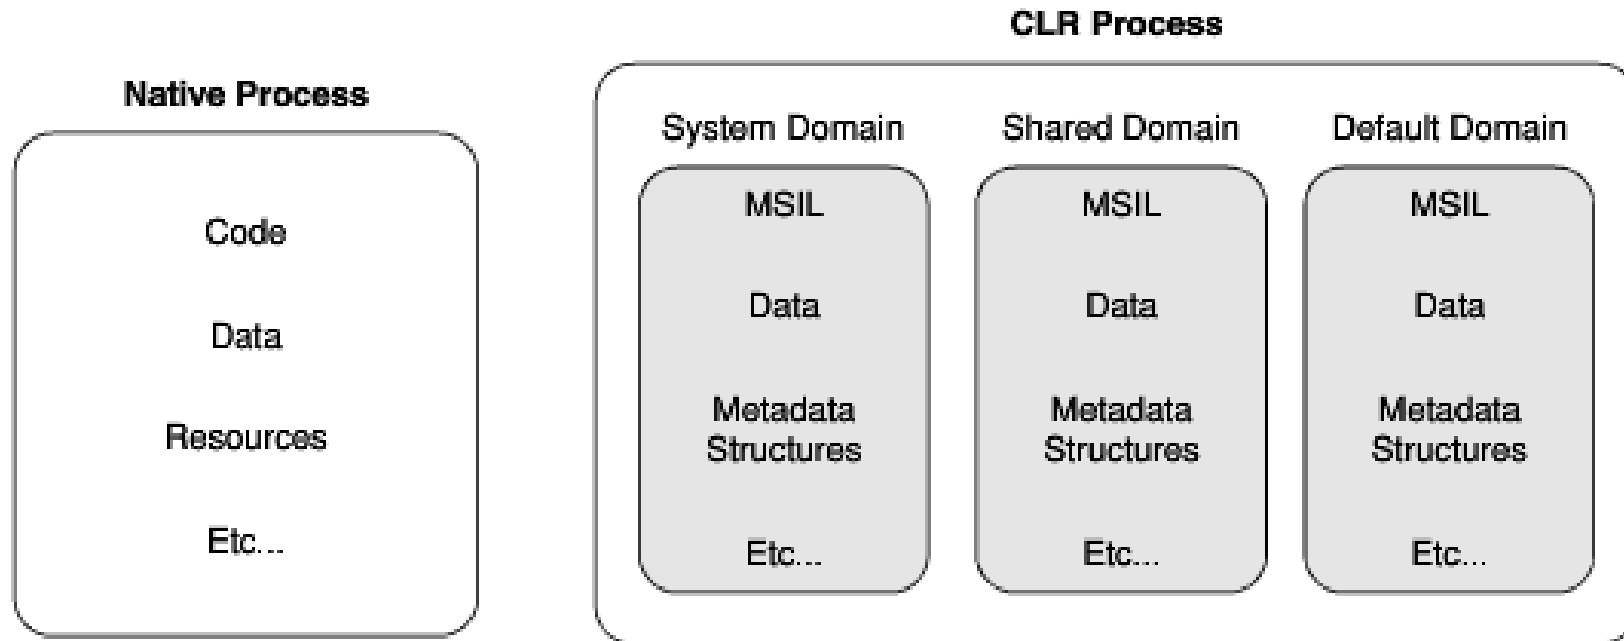 CLR Process
Native Process
System Domain
Shared Domain
Default Domain
Code
Data
Resources
Etc...
MSIL
Data
Metadata
Structures
Etc...
MSIL
Data
Metadata
Structures
Etc...
MSIL
Data
Metadata
Structures
Etc...